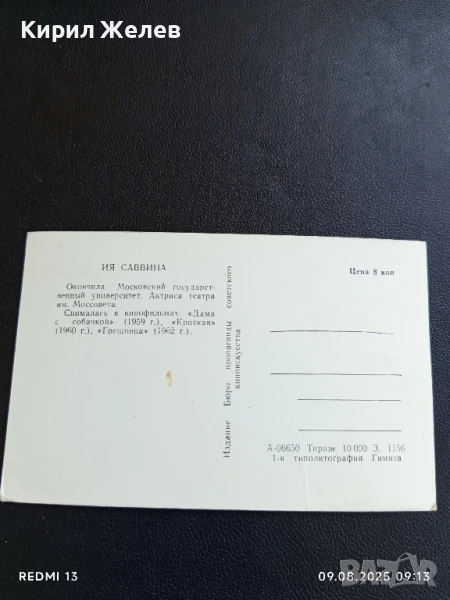 Кирил Желев
ИЯ САВВИНА
Окончила Московский государст-
венный университет. Актриса театра
им. Моссовета.
Снималась в кинофильмах: «Дама
с собачкой» (1959 г.), «Кроткая»
(1960 г.), «Грешница» (1962 г.).
Издание Бюро пропаганды советского
киноискусства
Цена 8 коп
А-06650 Тираж 10 000 З. 1156
1-я типолитография Гимиза
REDMI 13
09.08.2025 09:13
BAZAR